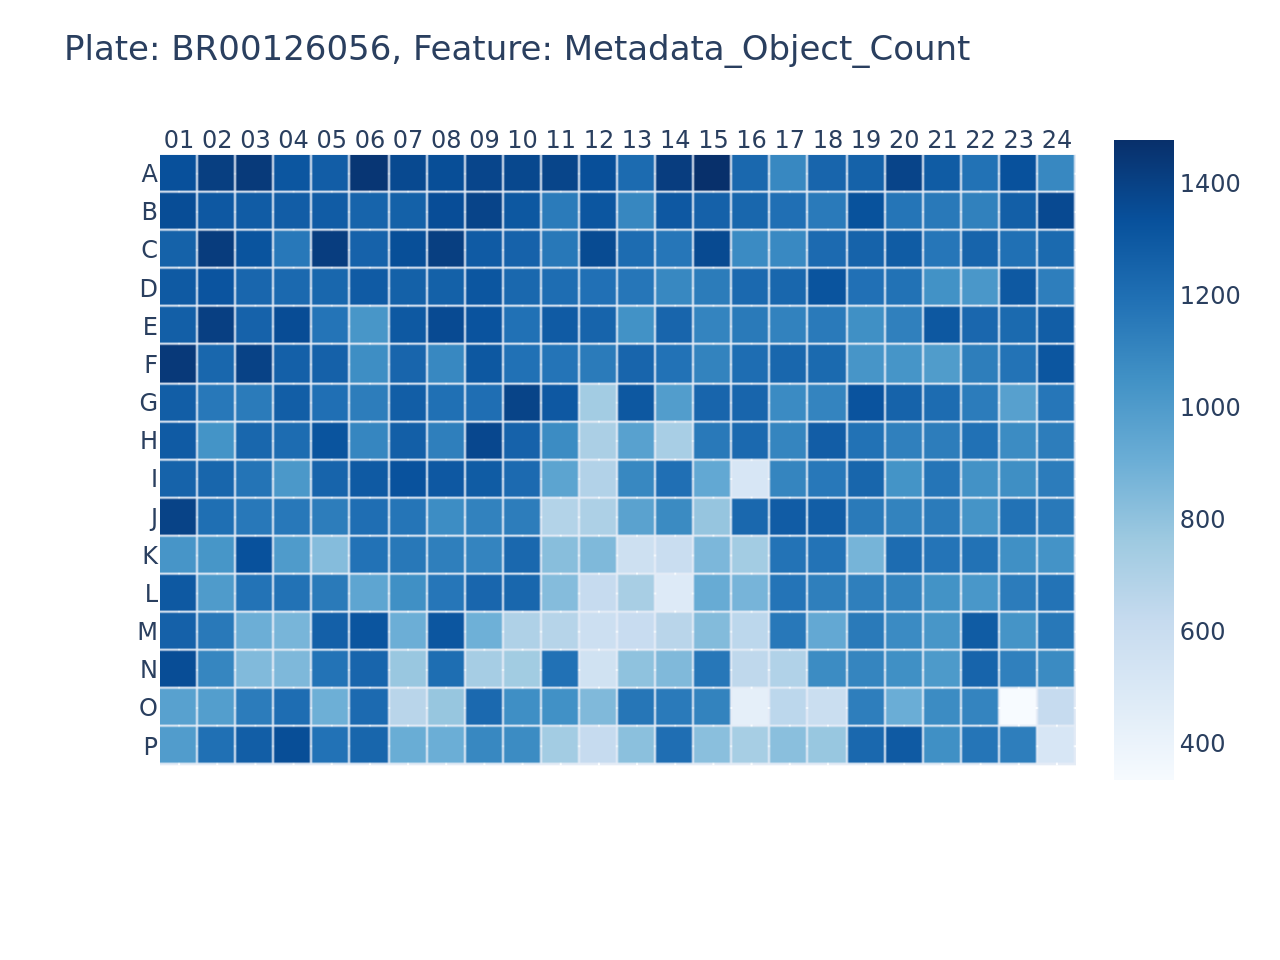 Plate: BR00126056, Feature: Metadata_Object_Count
01 02 03 04 05 06 07 08 09 10 11 12 13 14 15 16 17 18 19 20 21 22 23 24
A
B
C
D
E
F
G
H
I
J
K
L
M
N
O
P
1400
1200
1000
800
600
400